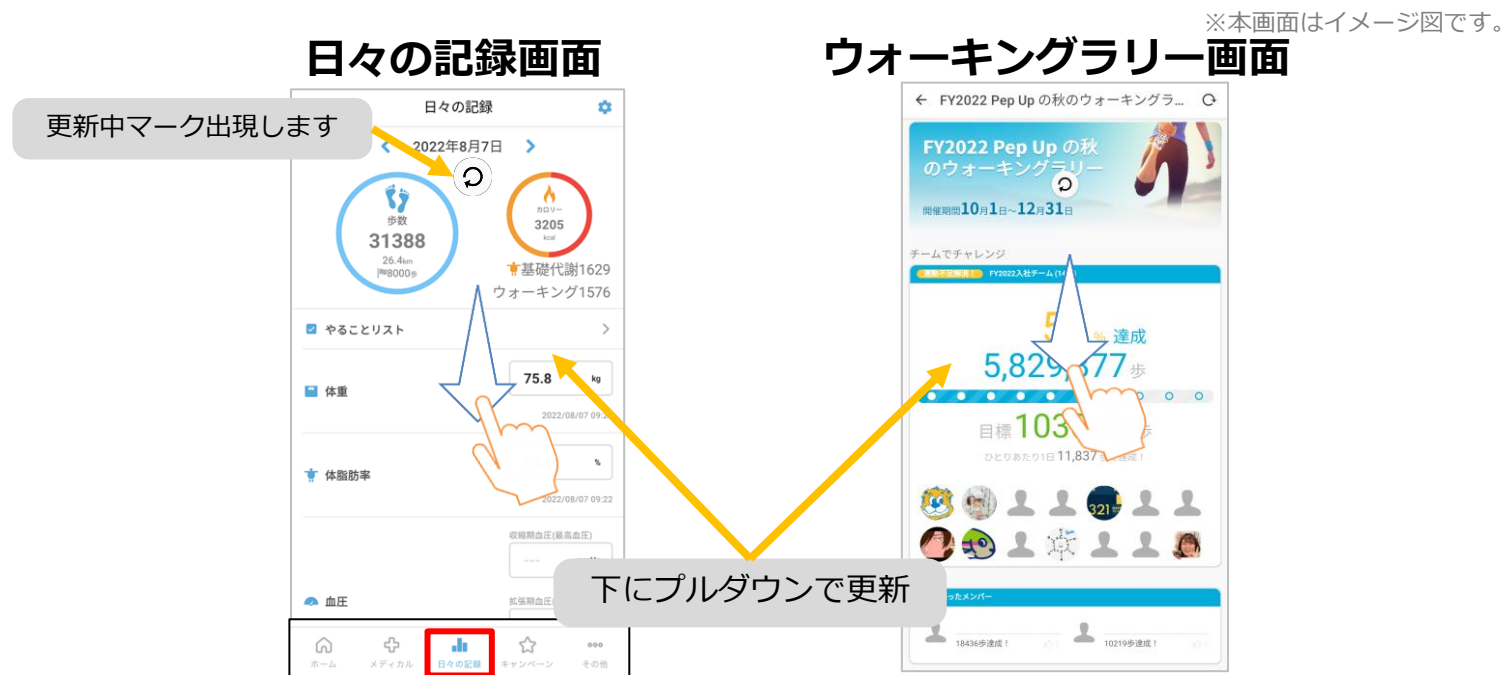 ※本画面はイメージ図です。
日々の記録画面
ウォーキングラリー画面
更新中マーク出現します
日々の記録
2022年8月7日
歩数
31388
26.4km
8000歩
カロリー
3205
kcal
基礎代謝1629
ウォーキング1576
やることリスト
体重
75.8 kg
2022/08/07 09:2
体脂肪率
%
2022/08/07 09:22
収縮期血圧(最高血圧)
---
血圧
拡張期血圧
ホーム
メディカル
日々の記録
キャンペーン
その他
下にプルダウンで更新
FY2022 Pep Up の秋のウォーキングラ...
FY2022 Pep Up の秋
のウォーキングラリー
開催期間10月1日~12月31日
チームでチャレンジ
運動不足解消! FY2022入社チーム(14
5 % 達成
5,829,877歩
目標 103 歩
ひとりあたり1日 11,837 達成!
321
ったメンバー
18436歩達成!
10219歩達成!